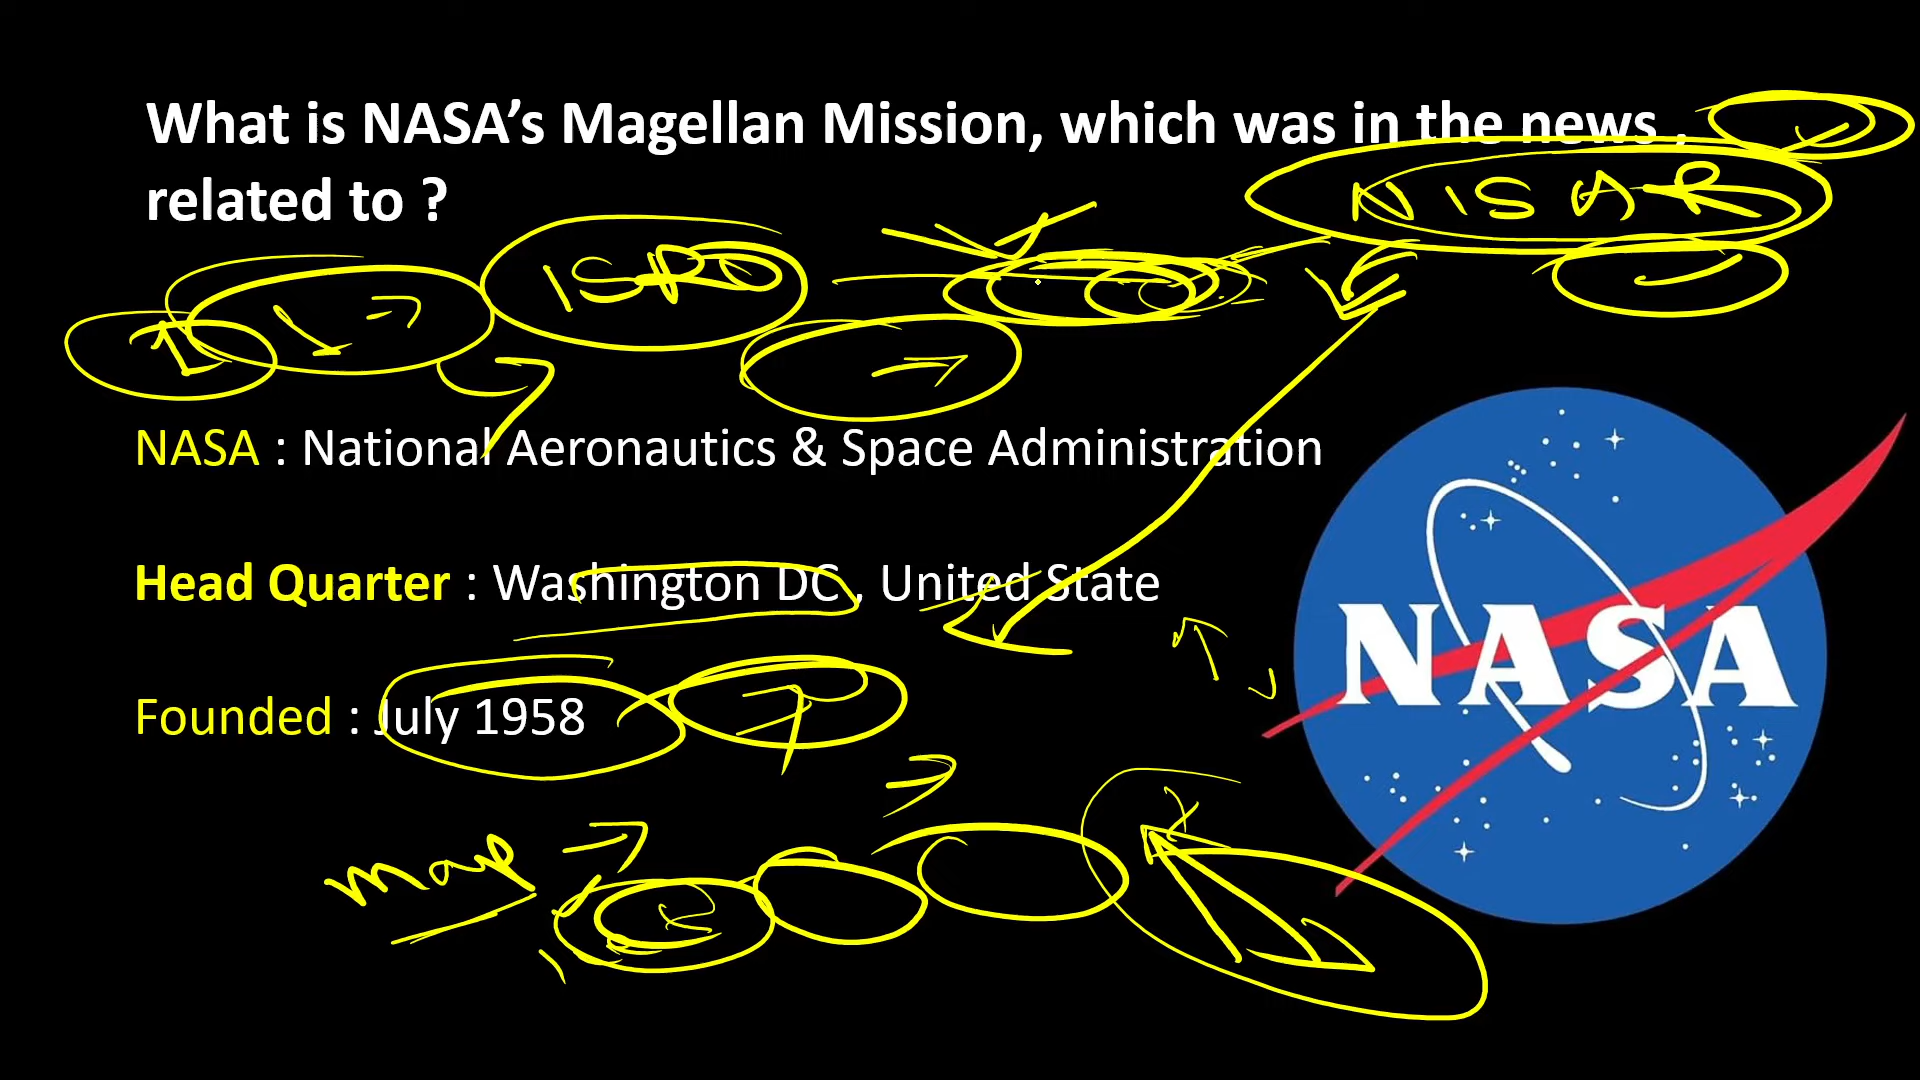 What is NASA’s Magellan Mission, which was in the news ,
related to ?
NISAR
ISRO
NASA : National Aeronautics & Space Administration
Head Quarter : Washington DC , United State
Founded : July 1958
NASA
map